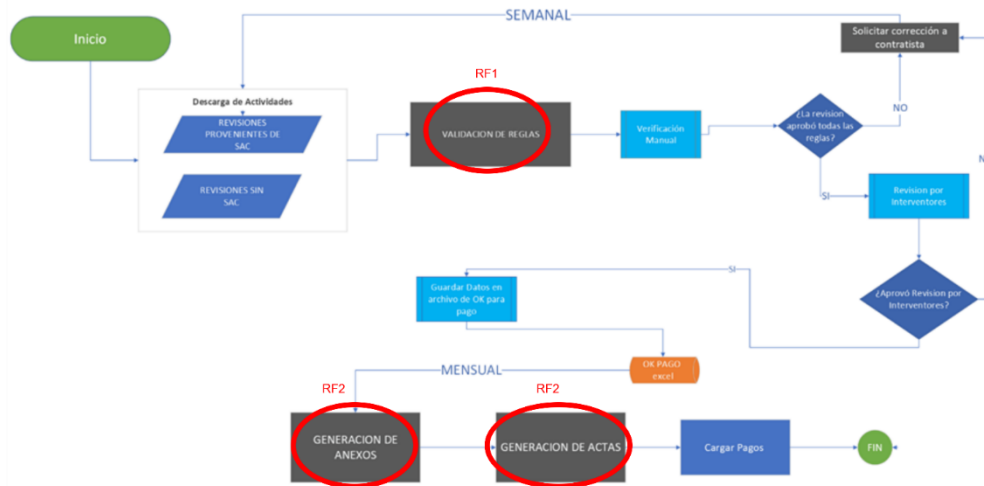 SEMANAL
Inicio
Solicitar corrección a
contratista
RF1
Descarga de Actividades
REVISIONES
PROVENIENTES DE
SAC
REVISIONES SIN
SAC
VALIDACION DE REGLAS
Verificación
Manual
¿La revision
aprobó todas las
reglas?
NO
N
SI
Revision por
Interventores
SI
Guardar Datos en
archivo de OK para
pago
¿Aprovó Revision por
Interventores?
OK PAGO
excel
MENSUAL
RF2
RF2
GENERACION DE
ANEXOS
GENERACION DE ACTAS
Cargar Pagos
FIN